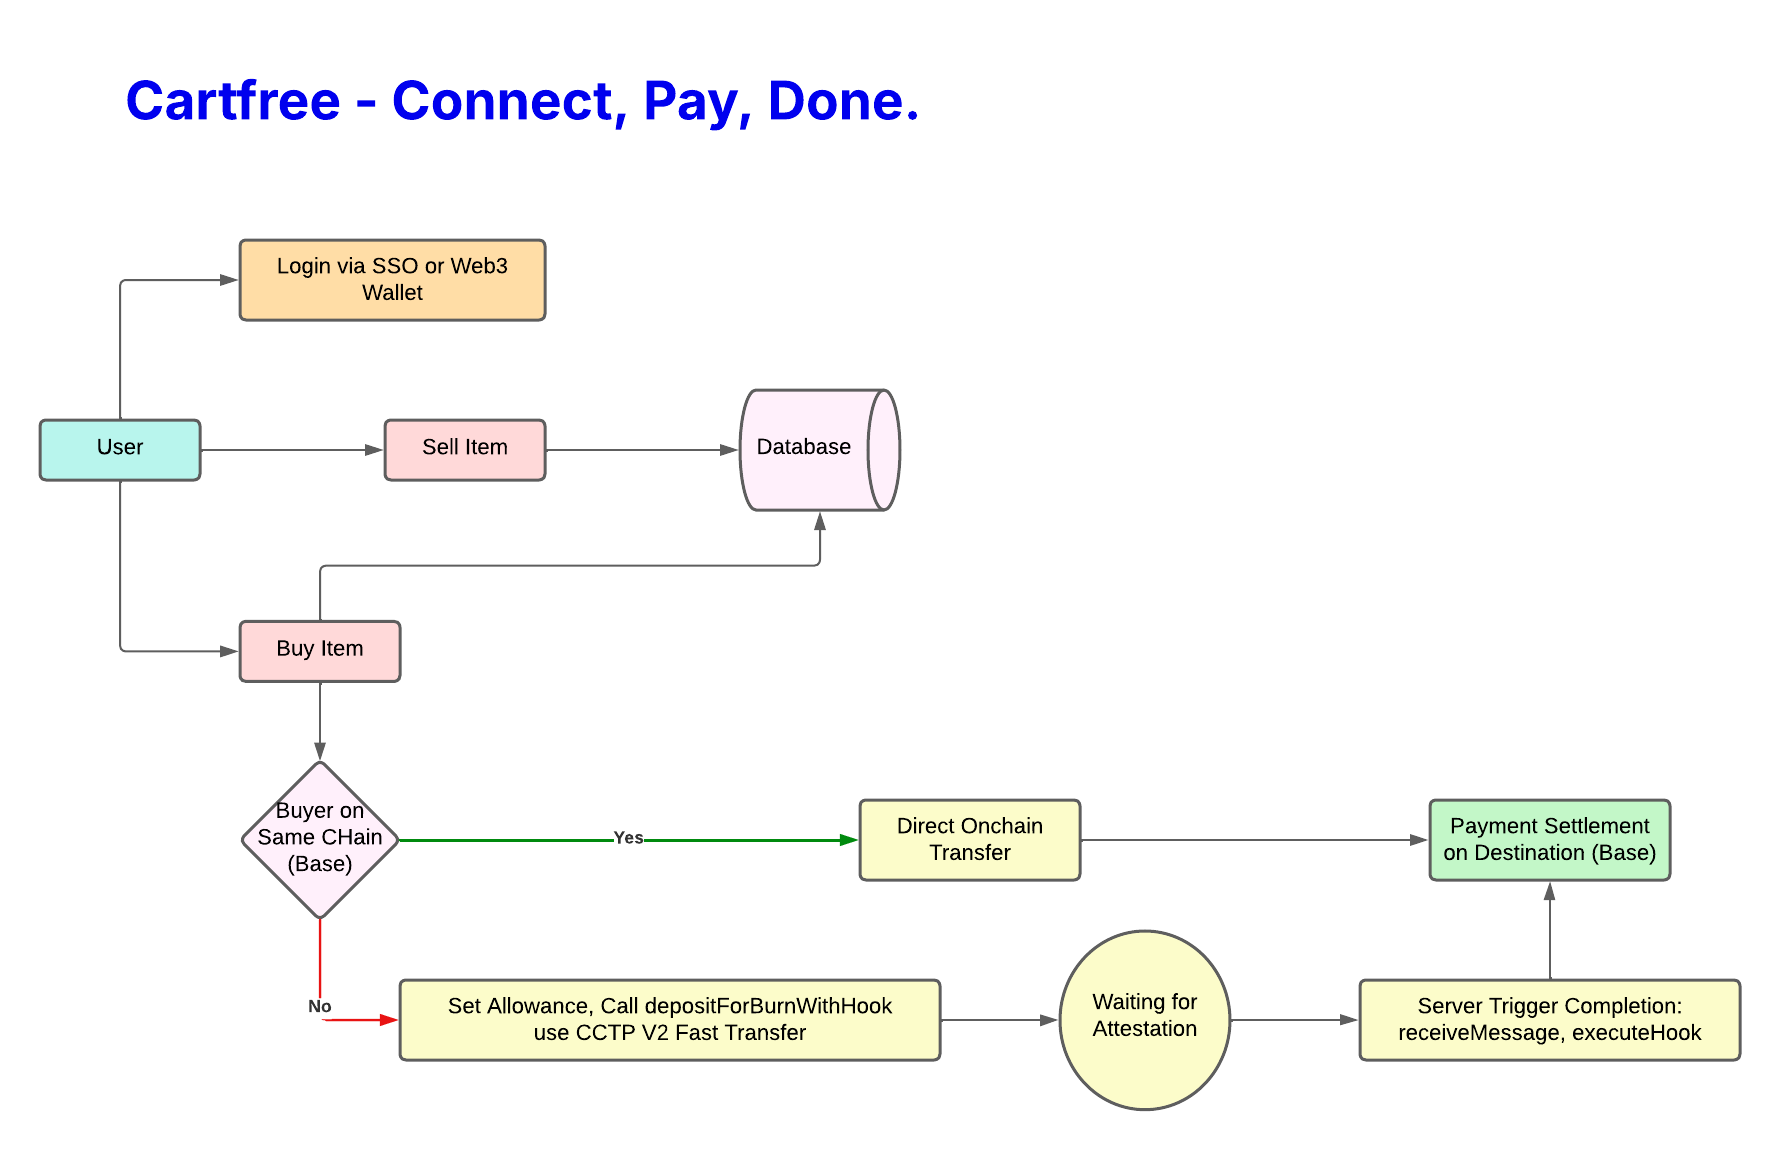 Cartfree - Connect, Pay, Done.
Login via SSO or Web3
Wallet
User
Sell Item
Database
Buy Item
Buyer on
Same CHain
(Base)
Yes
Direct Onchain
Transfer
Payment Settlement
on Destination (Base)
No
Set Allowance, Call depositForBurnWithHook
use CCTP V2 Fast Transfer
Waiting for
Attestation
Server Trigger Completion:
receiveMessage, executeHook